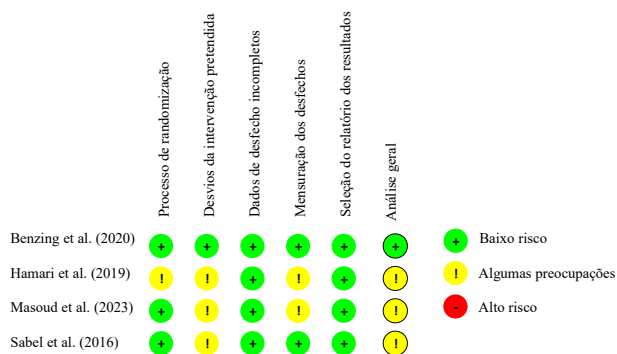 Processo de randomização
Desvios da intervenção pretendida
Dados de desfecho incompletos
Mensuração dos desfechos
Seleção do relatório dos resultados
Análise geral
Benzing et al. (2020) + + + + + +
Hamari et al. (2019) ! ! + ! + !
Masoud et al. (2023) + ! + ! + !
Sabel et al. (2016) + ! + + + !
+ Baixo risco
! Algumas preocupações
- Alto risco